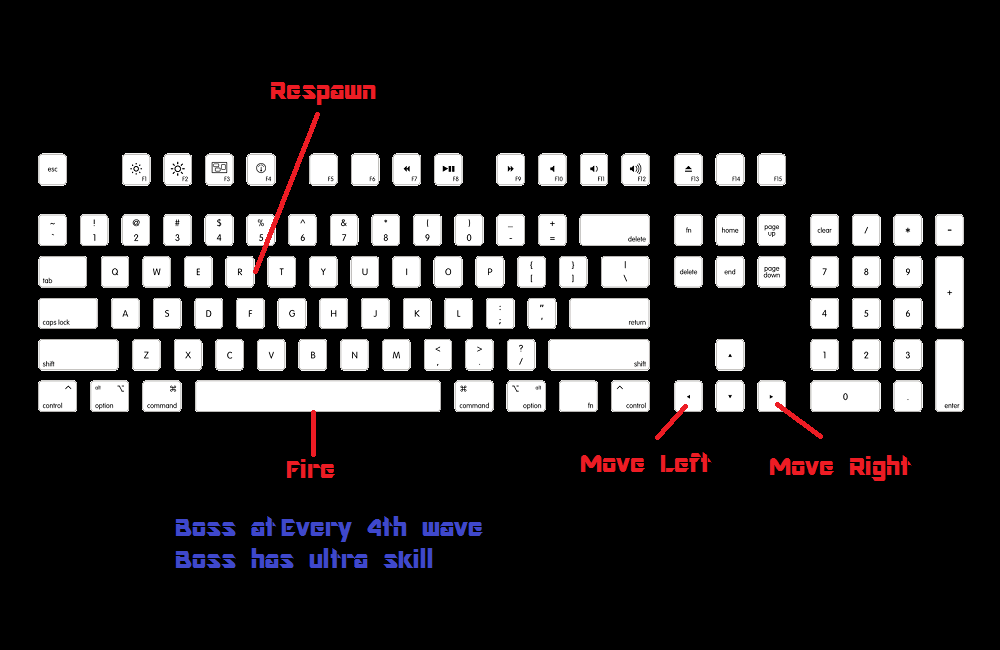 Respawn
esc F1 F2 F3 F4 F5 F6 F7 F8 F9 F10 F11 F12 F13 F14 F15
~ ! @ # $ % ^ & * ( ) _ +
` 1 2 3 4 5 6 7 8 9 0 - = delete fn home page up clear / * -
tab Q W E R T Y U I O P { [ } ] | \ delete end page down 7 8 9 +
caps lock A S D F G H J K L : ; " ' return 4 5 6
shift Z X C V B N M < , > . ? / shift 1 2 3
^ alt ⌥ ⌘ ⌘ ⌥ alt ^
control option command command option fn control 0 . enter
Fire Move Left Move Right
Boss at Every 4th wave
Boss has ultra skill